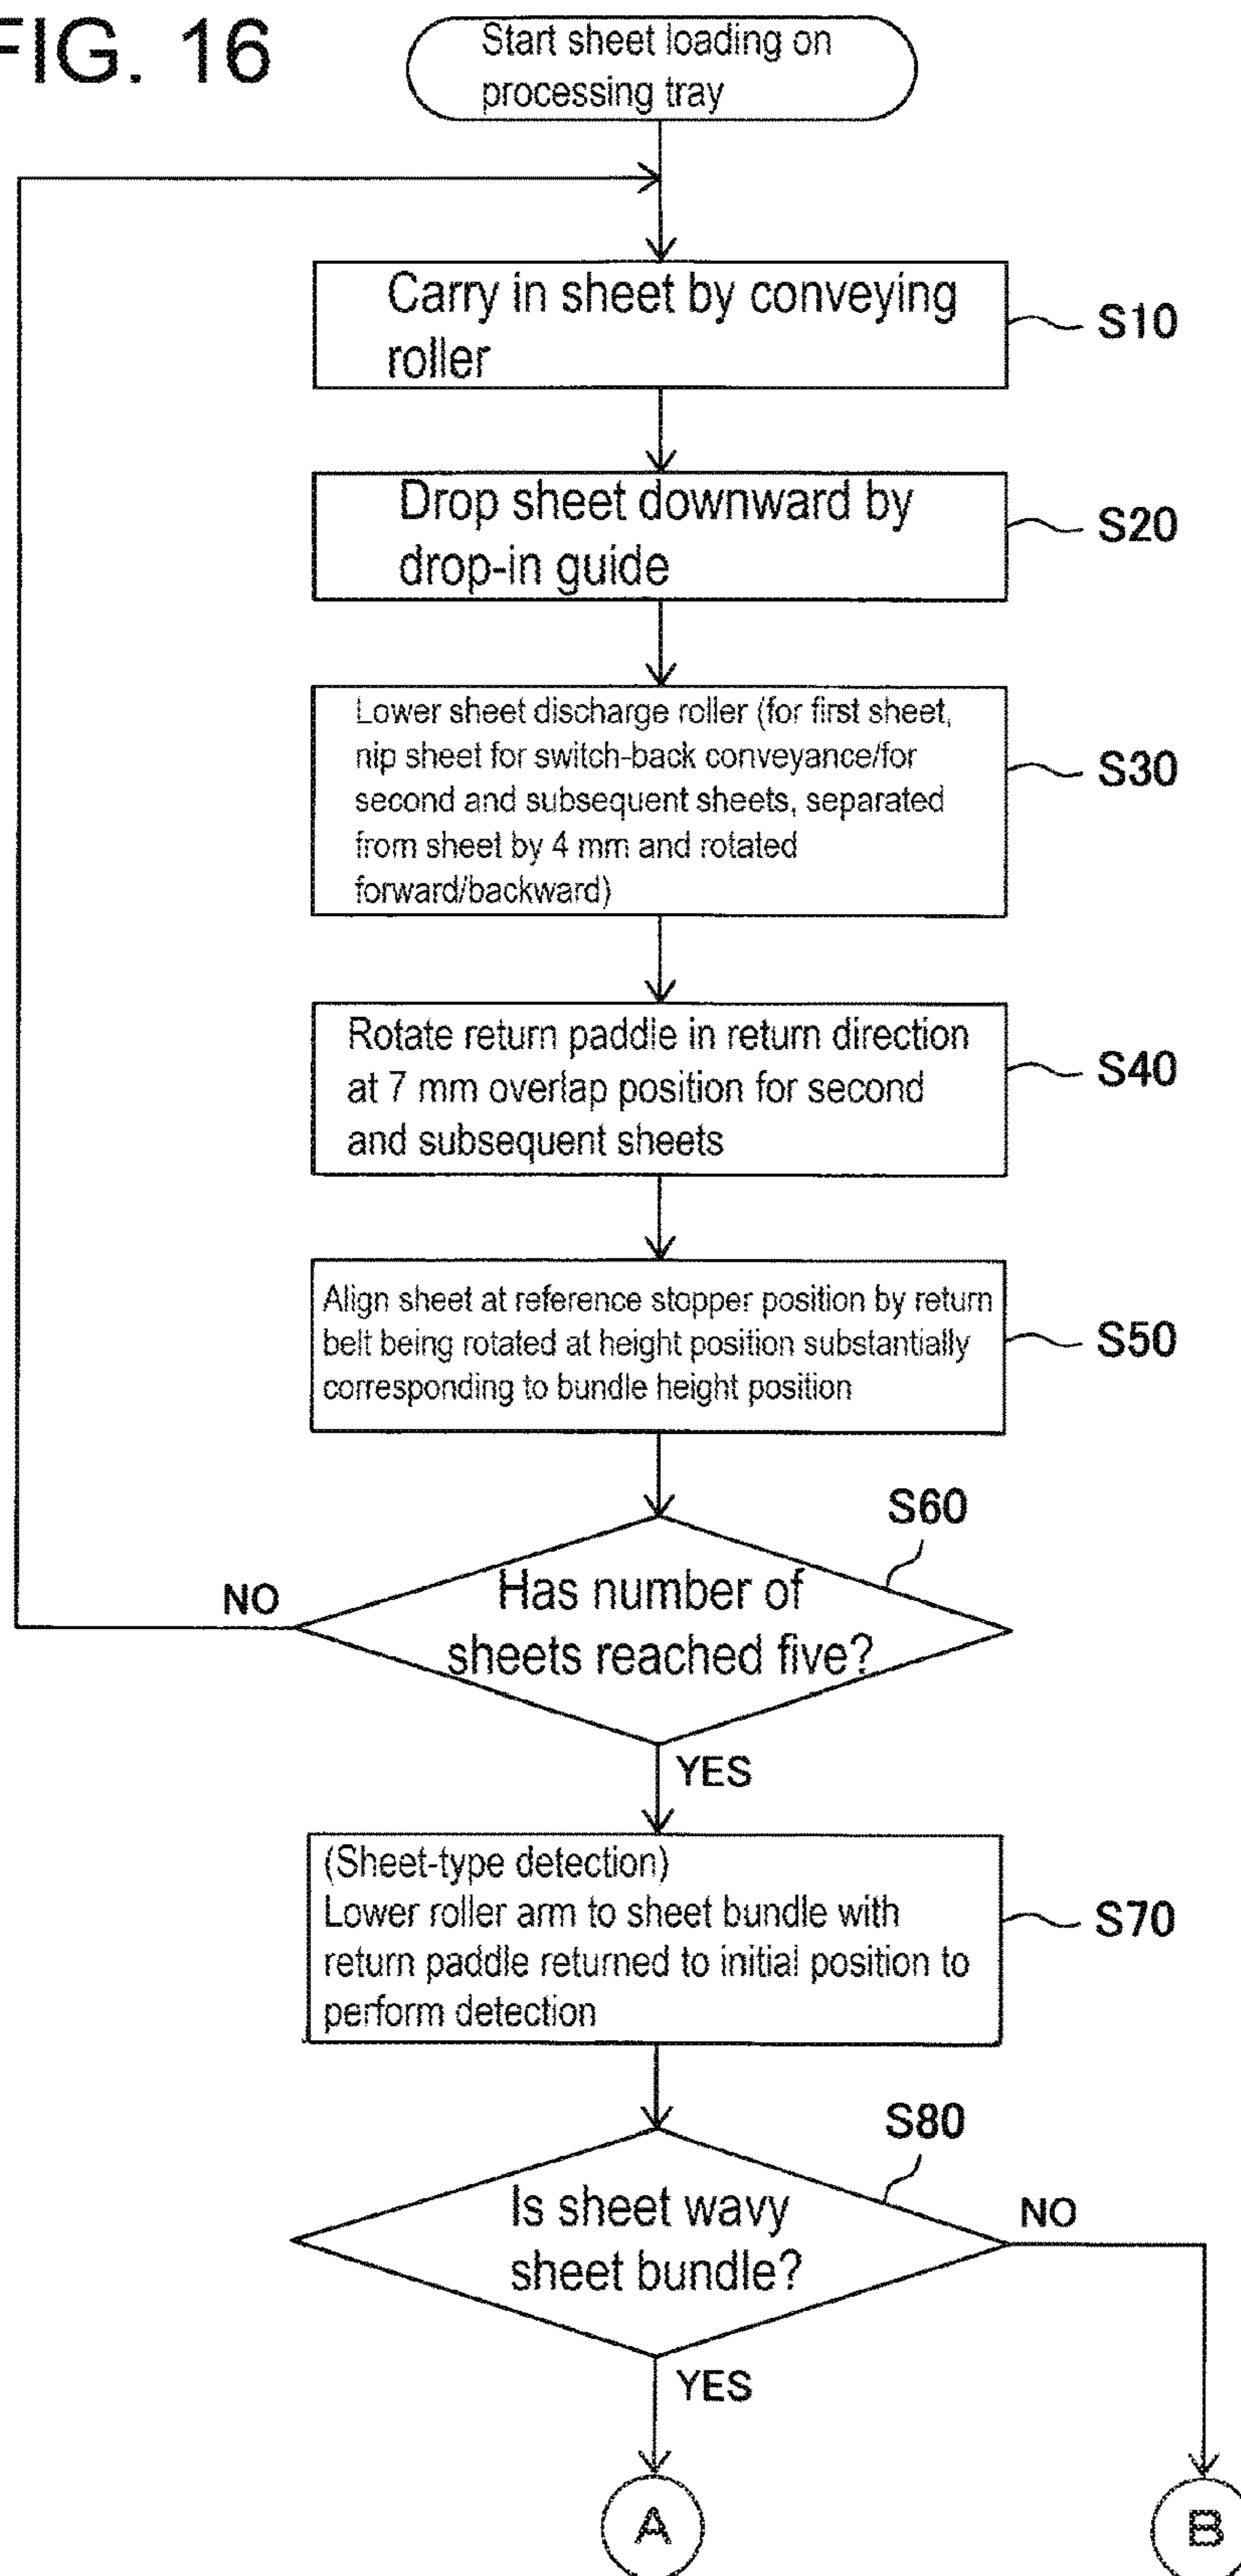 FIG. 16
Start sheet loading on
processing tray
Carry in sheet by conveying
roller
S10
Drop sheet downward by
drop-in guide
S20
Lower sheet discharge roller (for first sheet,
nip sheet for switch-back conveyance/for
second and subsequent sheets, separated
from sheet by 4 mm and rotated
forward/backward)
S30
Rotate return paddle in return direction
at 7 mm overlap position for second
and subsequent sheets
S40
Align sheet at reference stopper position by return
belt being rotated at height position substantially
corresponding to bundle height position
S50
S60
NO
Has number of
sheets reached five?
YES
(Sheet-type detection)
Lower roller arm to sheet bundle with
return paddle returned to initial position to
perform detection
S70
S80
Is sheet wavy
sheet bundle?
NO
YES
A
B